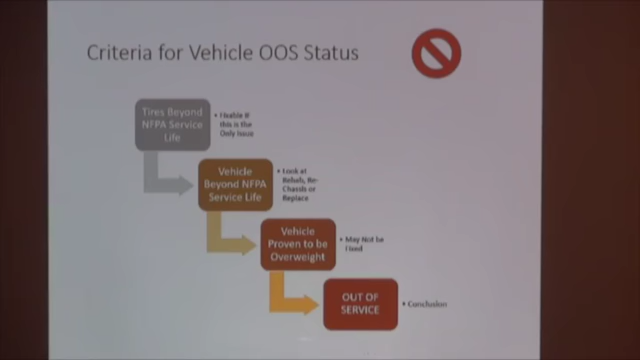 Criteria for Vehicle OOS Status
Tires Beyond
NFPA Service
Life
• Usable if
this is the
Only Issue
Vehicle
Beyond NFPA
Service Life
• Look at
Rehab, Re-
Chassis or
Replace
Vehicle
Proven to be
Overweight
• May Not be
Used
OUT OF
SERVICE
• Conclusion